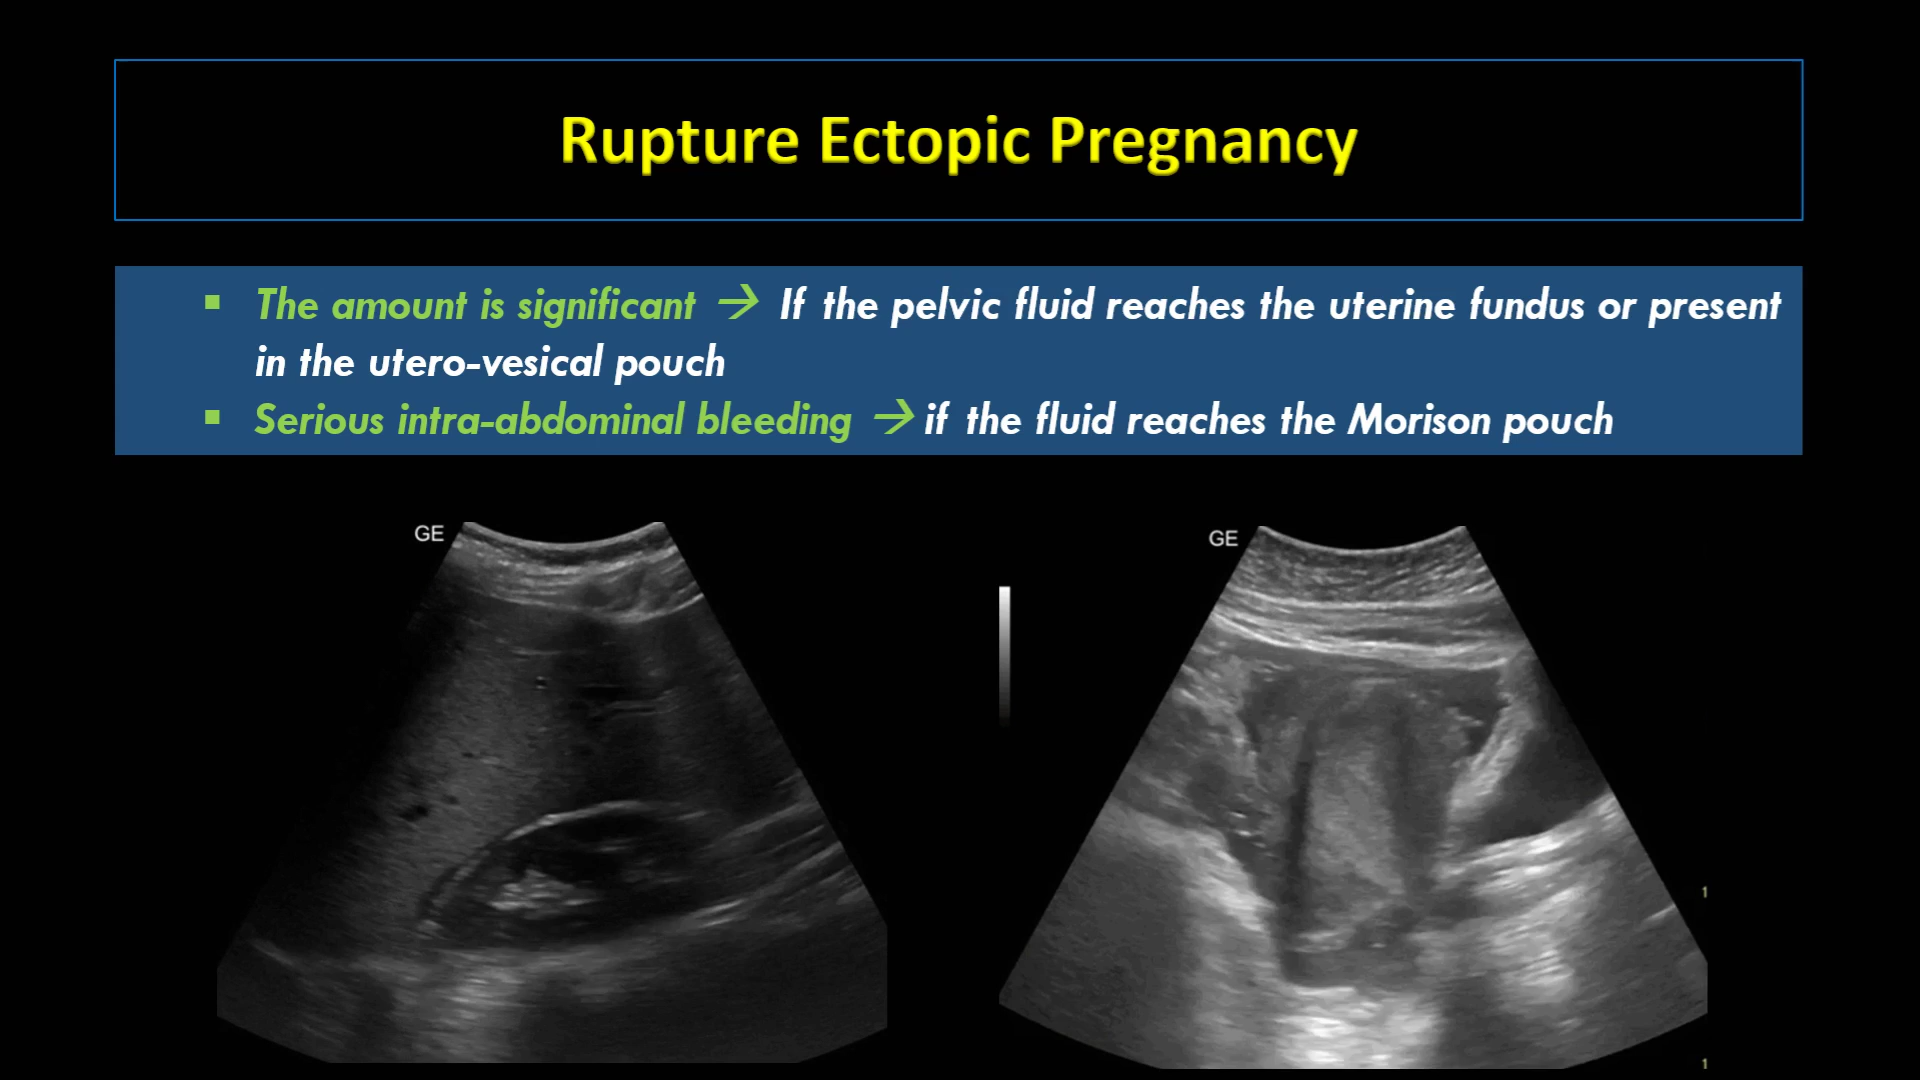 Rupture Ectopic Pregnancy
▪ The amount is significant → If the pelvic fluid reaches the uterine fundus or present
in the utero-vesical pouch
▪ Serious intra-abdominal bleeding → if the fluid reaches the Morison pouch
GE
GE
1
1